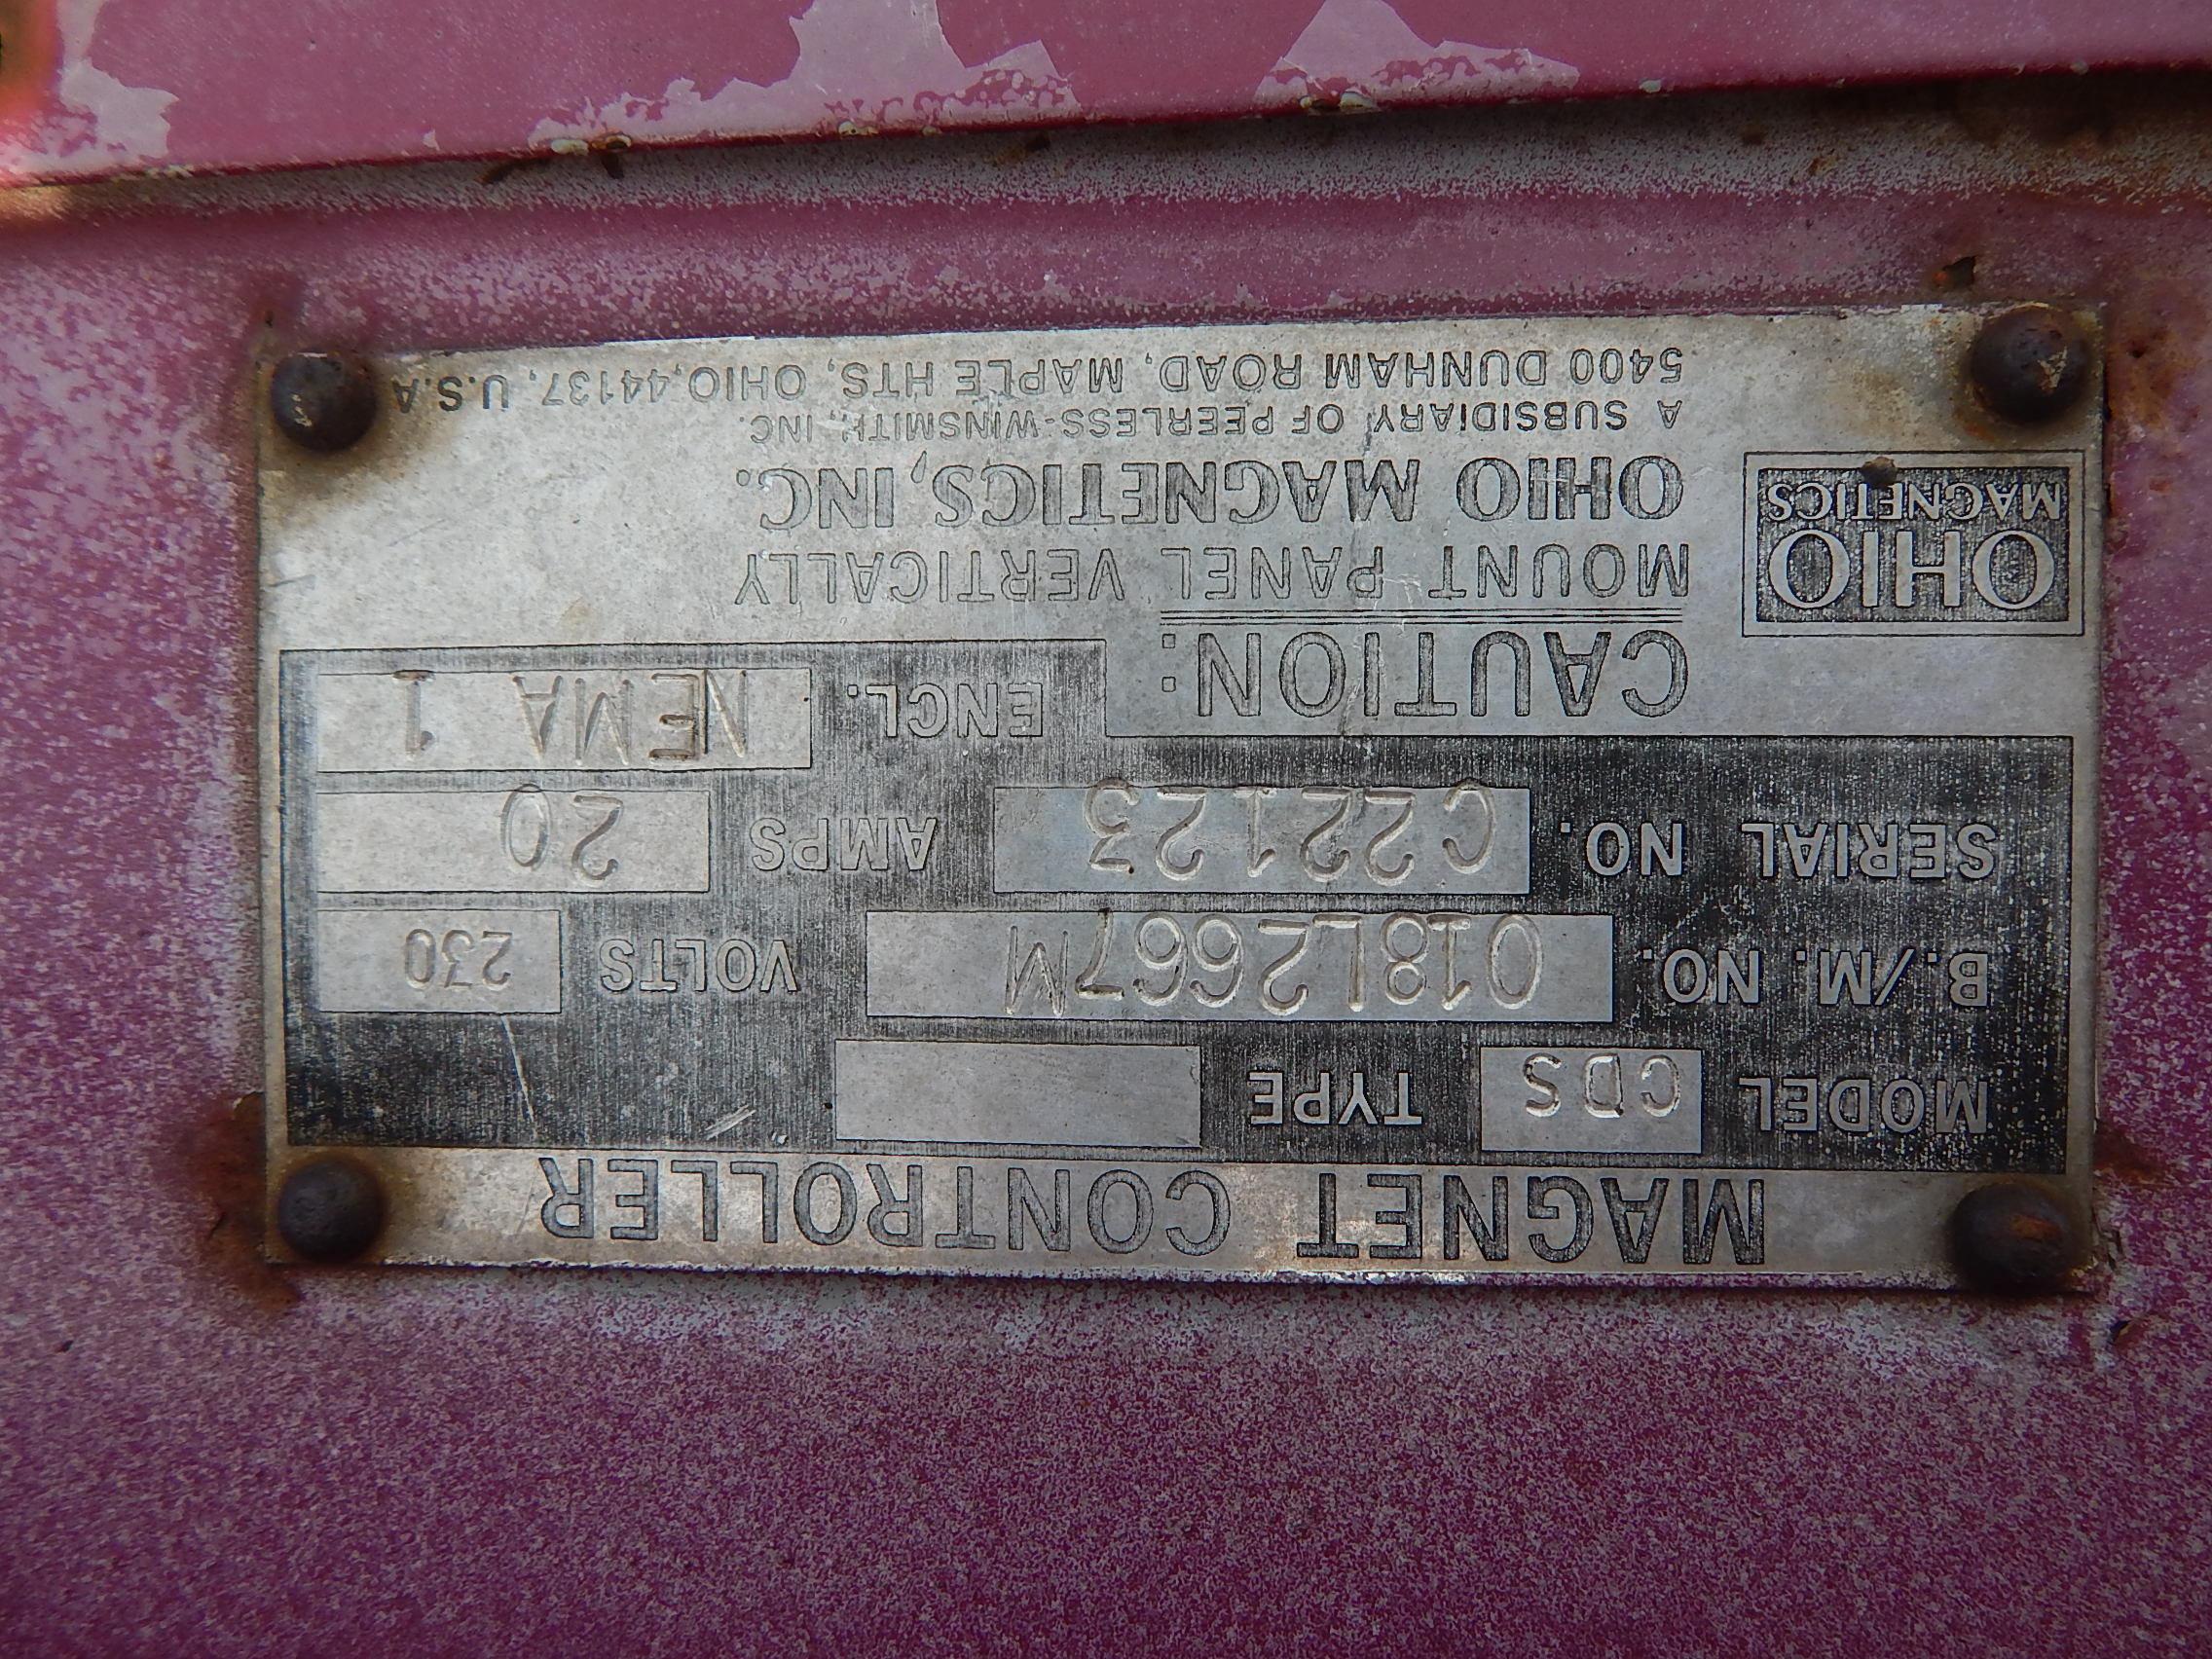 MAGNET CONTROLLER
MODEL CDS TYPE
B./M. NO. 018L2667M VOLTS 230
SERIAL NO. C22123 AMPS 20
ENCL. NEMA 1
CAUTION:
MOUNT PANEL VERTICALLY
OHIO
MAGNETICS
OHIO MAGNETICS, INC.
A SUBSIDIARY OF PEERLESS-WINSMITH, INC.
5400 DUNHAM ROAD, MAPLE HTS, OHIO, 44137, U.S.A